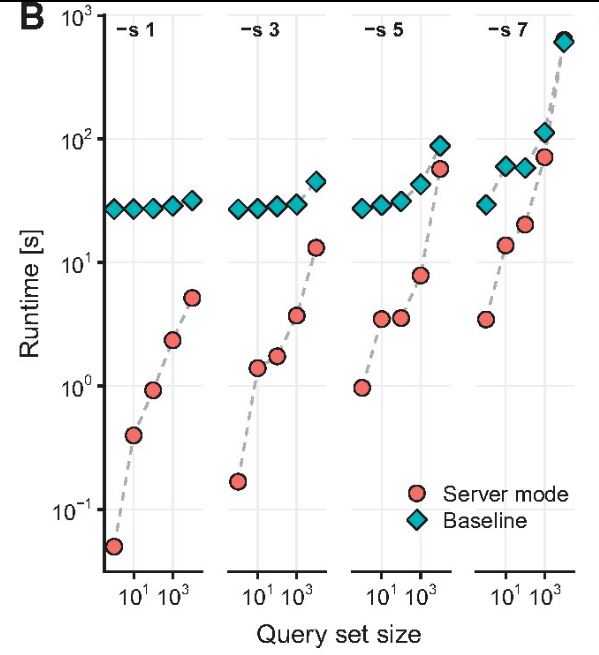 B
−s 1 −s 3 −s 5 −s 7
10³
10²
10¹
10⁰
10⁻¹
Runtime [s]
Server mode
Baseline
10¹ 10³ 10¹ 10³ 10¹ 10³ 10¹ 10³
Query set size